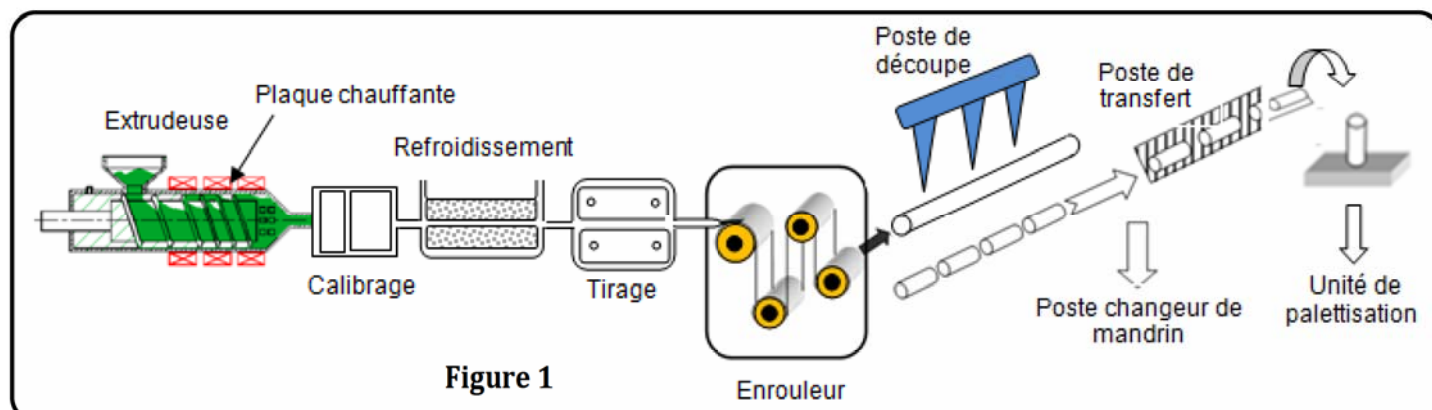 Extrudeuse
Plaque chauffante
Calibrage
Refroidissement
Tirage
Enrouleur
Poste de
découpe
Poste de
transfert
Poste changeur de
mandrin
Unité de
palettisation
Figure 1